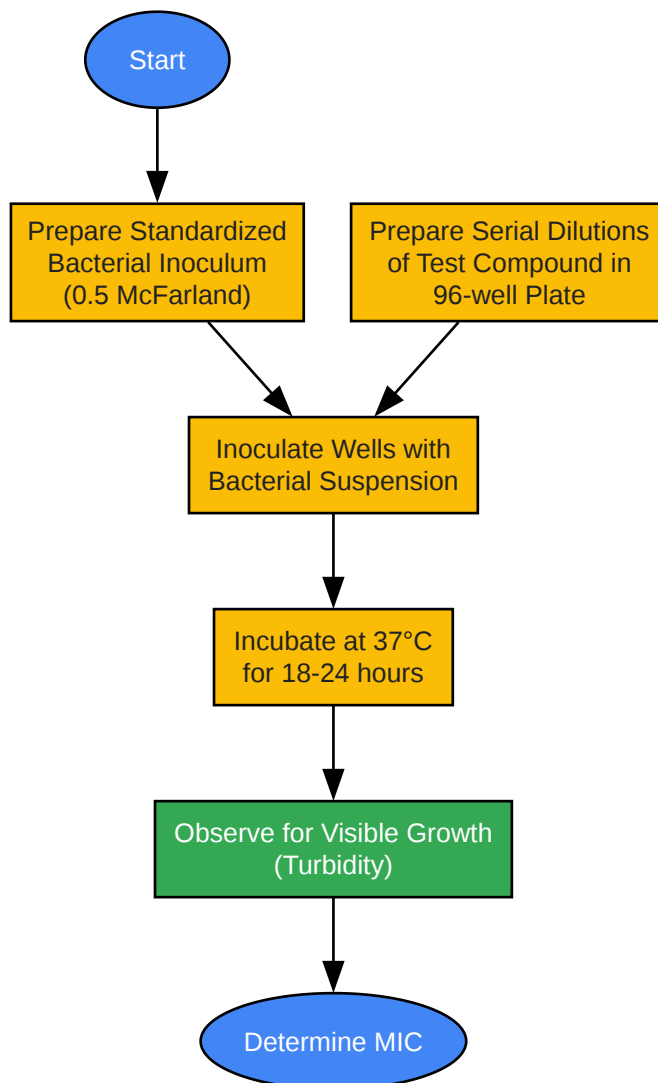 Start
Prepare Standardized
Bacterial Inoculum
(0.5 McFarland)
Prepare Serial Dilutions
of Test Compound in
96-well Plate
Inoculate Wells with
Bacterial Suspension
Incubate at 37°C
for 18-24 hours
Observe for Visible Growth
(Turbidity)
Determine MIC